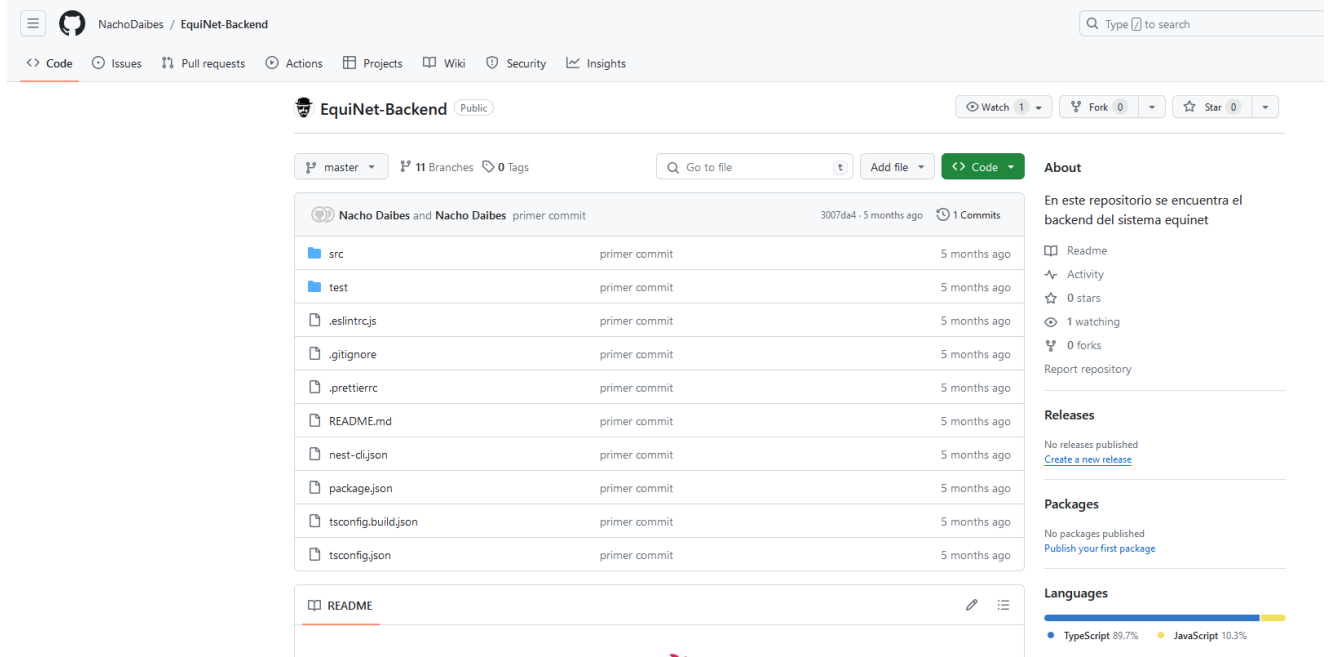 NachoDaibes / EquiNet-Backend
Type / to search
Code Issues Pull requests Actions Projects Wiki Security Insights
EquiNet-Backend Public
Watch 1 Fork 0 Star 0
master 11 Branches 0 Tags
Go to file t
Add file
Code
Nacho Daibes and Nacho Daibes primer commit 3007da4 · 5 months ago 1 Commits
src primer commit 5 months ago
test primer commit 5 months ago
.eslintrc.js primer commit 5 months ago
.gitignore primer commit 5 months ago
.prettierrc primer commit 5 months ago
README.md primer commit 5 months ago
nest-cli.json primer commit 5 months ago
package.json primer commit 5 months ago
tsconfig.build.json primer commit 5 months ago
tsconfig.json primer commit 5 months ago
README
About
En este repositorio se encuentra el
backend del sistema equinet
Readme
Activity
0 stars
1 watching
0 forks
Report repository
Releases
No releases published
Create a new release
Packages
No packages published
Publish your first package
Languages
TypeScript 89.7% JavaScript 10.3%